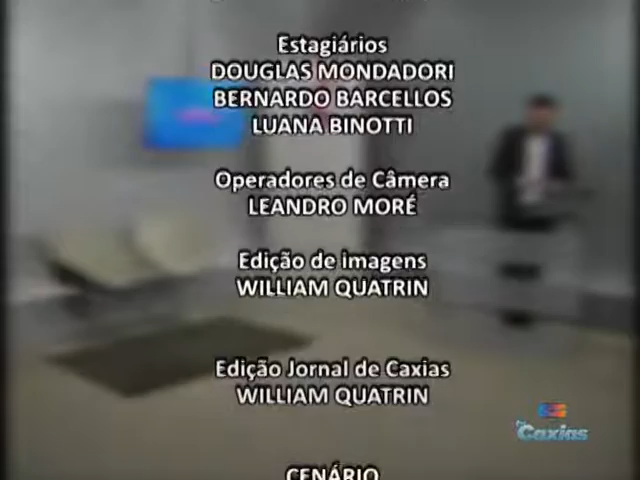 Estagiários
DOUGLAS MONDADORI
BERNARDO BARCELLOS
LUANA BINOTTI
Operadores de Câmera
LEANDRO MORÉ
Edição de imagens
WILLIAM QUATRIN
Edição Jornal de Caxias
WILLIAM QUATRIN
CENÁRIO
Caxias